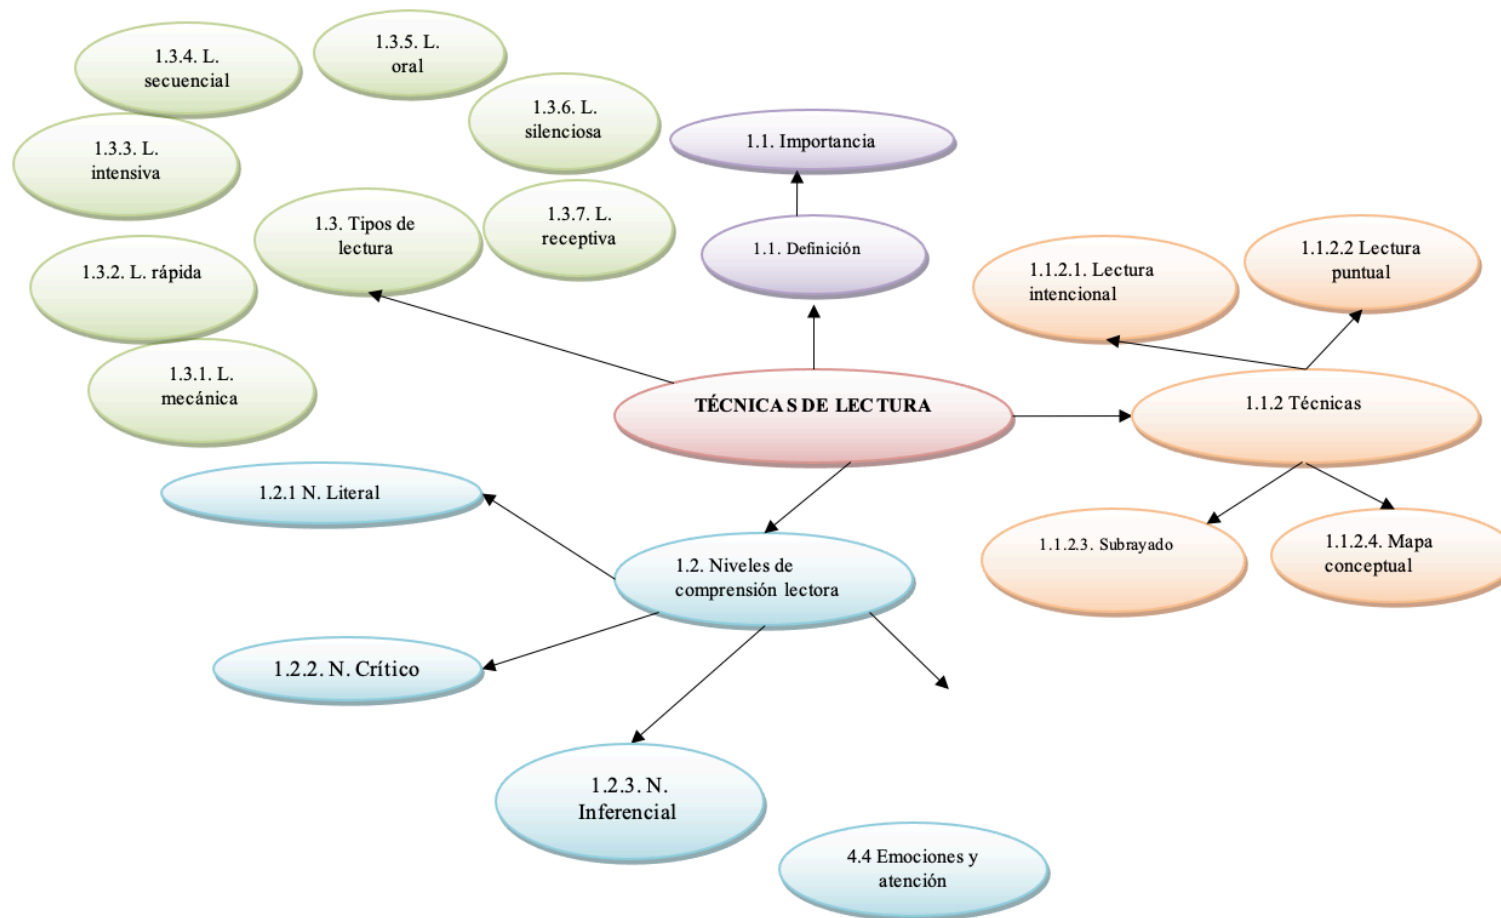 1.3.5. L.
oral
1.3.4. L.
secuencial
1.3.6. L.
silenciosa
1.1. Importancia
1.3.3. L.
intensiva
1.3. Tipos de
lectura
1.3.7. L.
receptiva
1.1. Definición
1.1.2.1. Lectura
intencional
1.1.2.2 Lectura
puntual
1.3.2. L. rápida
1.3.1. L.
mecánica
TÉCNICAS DE LECTURA
1.1.2 Técnicas
1.2.1 N. Literal
1.1.2.3. Subrayado
1.1.2.4. Mapa
conceptual
1.2. Niveles de
comprensión lectora
1.2.2. N. Crítico
1.2.3. N.
Inferencial
4.4 Emociones y
atención